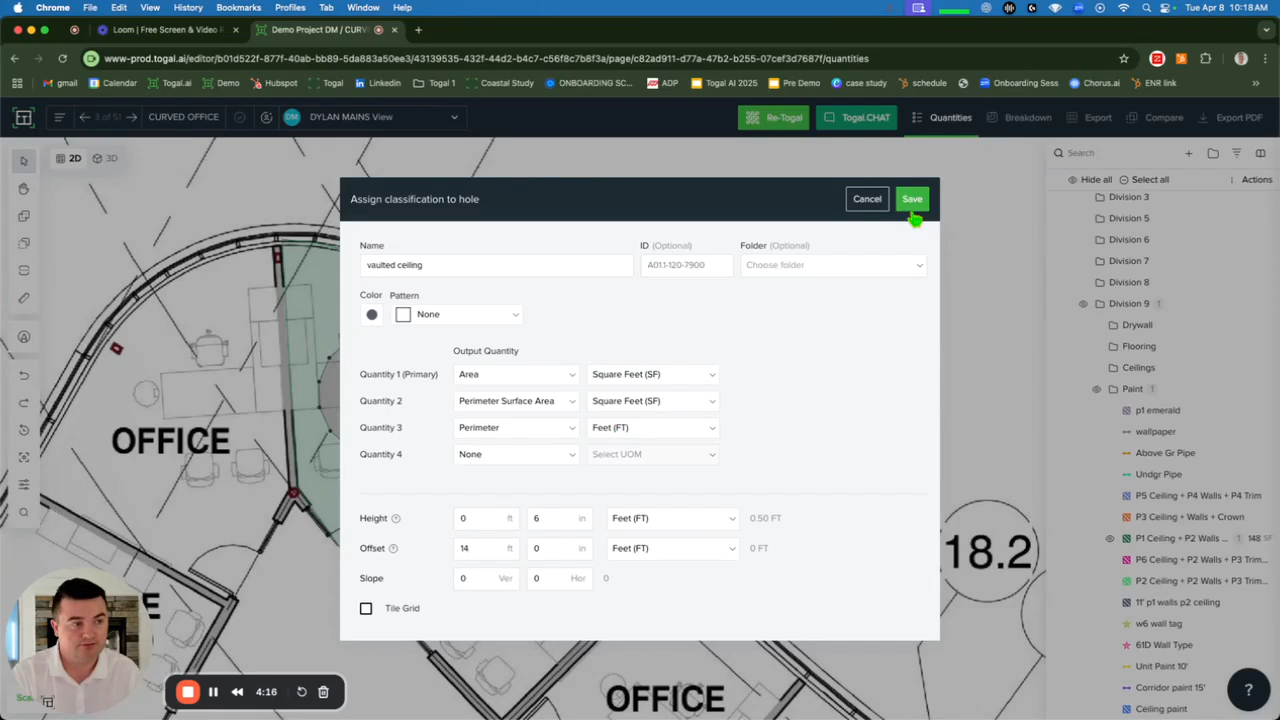 Chrome File Edit View History Bookmarks Profiles Tab Window Help Tue Apr 8 10:18 AM
Loom | Free Screen & Video R Demo Project DM / CURV
www-prod.togal.ai/editor/b01d522f-877f-40ab-bb89-5da883a50ee3/43139535-432f-44d2-b4c7-c56f8c7b8f3a/page/c82ad911-d77a-47b2-b255-07cef3d7687f/quantities
gmail Calendar Togal.ai Demo Hubspot Togal Linkedin Togal 1 Coastal Study ONBOARDING SC... ADP Togal AI 2025 Pre Demo case study schedule Onboarding Sess Chorus.ai ENR link
3 of 51 CURVED OFFICE DM DYLAN MAINS View Re-Togal Togal.CHAT Quantities Breakdown Export Compare Export PDF
2D 3D
Search
Hide all Select all Actions
Division 3
Division 5
Division 6
Division 7
Division 8
Division 9 1
Drywall
Flooring
Ceilings
Paint 1
p1 emerald
wallpaper
Above Gr Pipe
Undgr Pipe
P5 Ceiling + P4 Walls + P4 Trim
P3 Ceiling + Walls + Crown
P1 Ceiling + P2 Walls ... 1 148 SF
P6 Ceiling + P2 Walls + P3 Trim...
P2 Ceiling + P2 Walls + P3 Trim...
11' p1 walls p2 ceiling
w6 wall tag
61D Wall Type
Unit Paint 10'
Corridor paint 15'
Ceiling paint
Assign classification to hole Cancel Save
Name ID (Optional) Folder (Optional)
vaulted ceiling A01.1-120-7900 Choose folder
Color Pattern
None
Output Quantity
Quantity 1 (Primary) Area Square Feet (SF)
Quantity 2 Perimeter Surface Area Square Feet (SF)
Quantity 3 Perimeter Feet (FT)
Quantity 4 None Select UOM
Height 0 ft 6 in Feet (FT) 0.50 FT
Offset 14 ft 0 in Feet (FT) 0 FT
Slope 0 Ver 0 Hor 0
Tile Grid
OFFICE
18.2
OFFICE
4:16
?